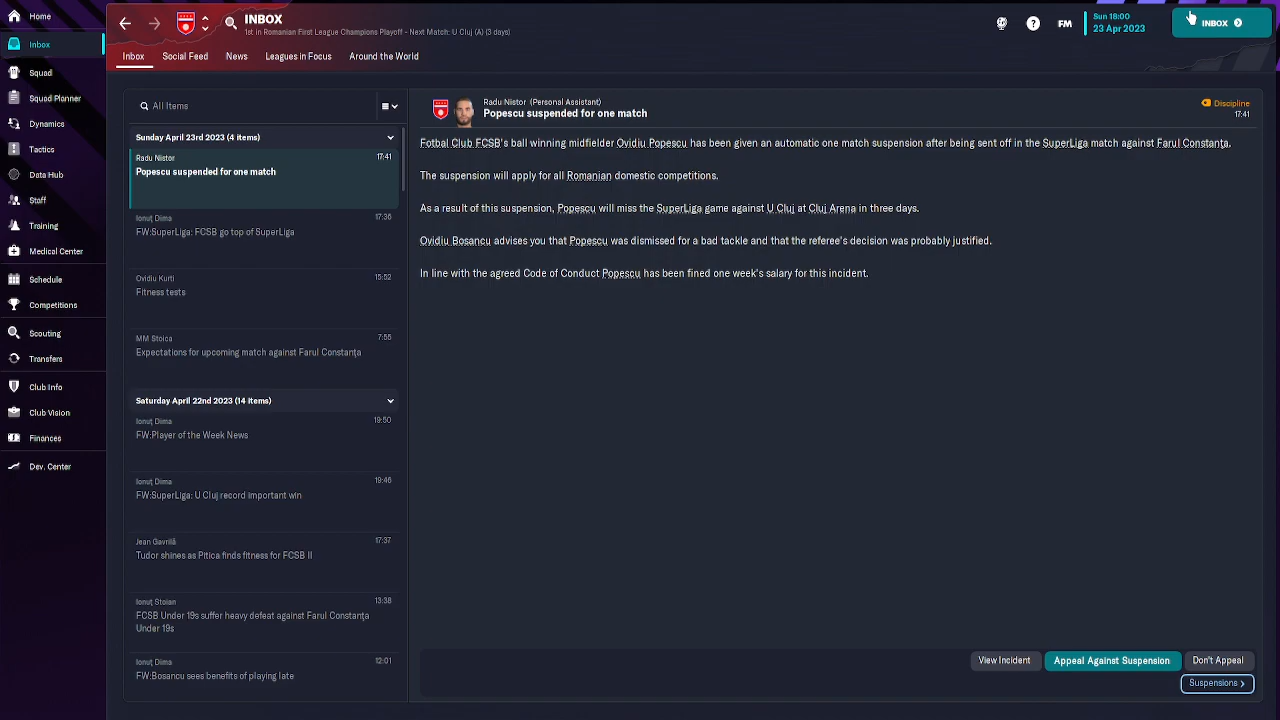 Home
Inbox
Squad
Squad Planner
Dynamics
Tactics
Data Hub
Staff
Training
Medical Center
Schedule
Competitions
Scouting
Transfers
Club Info
Club Vision
Finances
Dev. Center
INBOX
1st in Romanian First League Champions Playoff - Next Match: U Cluj (A) (3 days)
?
FM
Sun 18:00
23 Apr 2023
INBOX
Inbox
Social Feed
News
Leagues in Focus
Around the World
All Items
Sunday April 23rd 2023 (4 items)
Radu Nistor
17:41
Popescu suspended for one match
Ionuț Dima
17:36
FW:SuperLiga: FCSB go top of SuperLiga
Ovidiu Kurti
15:52
Fitness tests
MM Stoica
7:55
Expectations for upcoming match against Farul Constanța
Saturday April 22nd 2023 (14 items)
Ionuț Dima
19:50
FW:Player of the Week News
Ionuț Dima
19:46
FW:SuperLiga: U Cluj record important win
Jean Gavrilă
17:37
Tudor shines as Pitica finds fitness for FCSB II
Ionuț Stoian
13:38
FCSB Under 19s suffer heavy defeat against Farul Constanța
Under 19s
Ionuț Dima
12:01
FW:Bosancu sees benefits of playing late
Radu Nistor (Personal Assistant)
Popescu suspended for one match
Discipline
17:41
Fotbal Club FCSB's ball winning midfielder Ovidiu Popescu has been given an automatic one match suspension after being sent off in the SuperLiga match against Farul Constanța.
The suspension will apply for all Romanian domestic competitions.
As a result of this suspension, Popescu will miss the SuperLiga game against U Cluj at Cluj Arena in three days.
Ovidiu Bosancu advises you that Popescu was dismissed for a bad tackle and that the referee's decision was probably justified.
In line with the agreed Code of Conduct Popescu has been fined one week's salary for this incident.
View Incident
Appeal Against Suspension
Don't Appeal
Suspensions